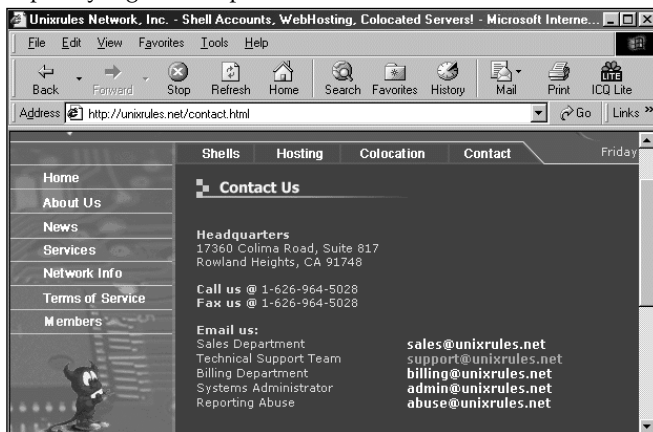 Unixrules Network, Inc. - Shell Accounts, WebHosting, Colocated Servers! - Microsoft Interne...
File Edit View Favorites Tools Help
Back Forward Stop Refresh Home Search Favorites History Mail Print ICQ Lite
LITE
Address http://unixrules.net/contact.html Go Links »
Shells Hosting Colocation Contact Friday
Home
About Us
News
Services
Network Info
Terms of Service
Members
Contact Us
Headquarters
17360 Colima Road, Suite 817
Rowland Heights, CA 91748
Call us @ 1-626-964-5028
Fax us @ 1-626-964-5028
Email us:
Sales Department sales@unixrules.net
Technical Support Team support@unixrules.net
Billing Department billing@unixrules.net
Systems Administrator admin@unixrules.net
Reporting Abuse abuse@unixrules.net